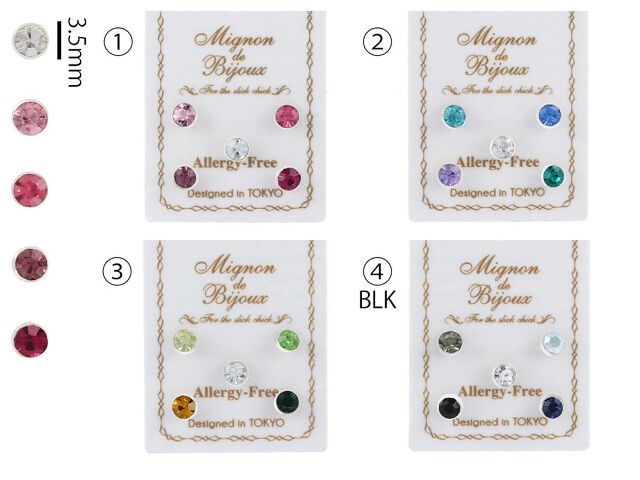 3.5mm
①
Mignon
de
Bijoux
For the slick chick
Allergy-Free
Designed in TOKYO
②
Mignon
de
Bijoux
For the slick chick
Allergy-Free
Designed in TOKYO
③
Mignon
de
Bijoux
For the slick chick
Allergy-Free
Designed in TOKYO
④
BLK
Mignon
de
Bijoux
For the slick chick
Allergy-Free
Designed in TOKYO